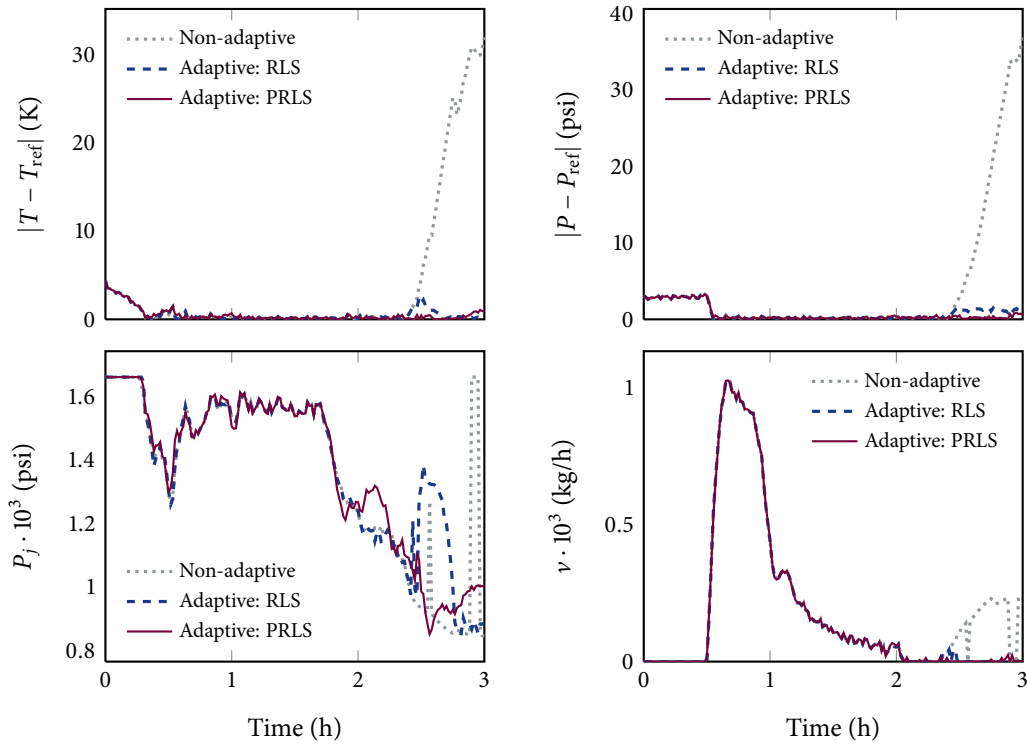 |T − T_ref| (K)
30
20
10
0
Non-adaptive
Adaptive: RLS
Adaptive: PRLS
|P − P_ref| (psi)
40
30
20
10
0
Non-adaptive
Adaptive: RLS
Adaptive: PRLS
P_j · 10^3 (psi)
1.6
1.4
1.2
1
0.8
Non-adaptive
Adaptive: RLS
Adaptive: PRLS
0
1
2
3
Time (h)
ν · 10^3 (kg/h)
1
0.5
0
Non-adaptive
Adaptive: RLS
Adaptive: PRLS
0
1
2
3
Time (h)